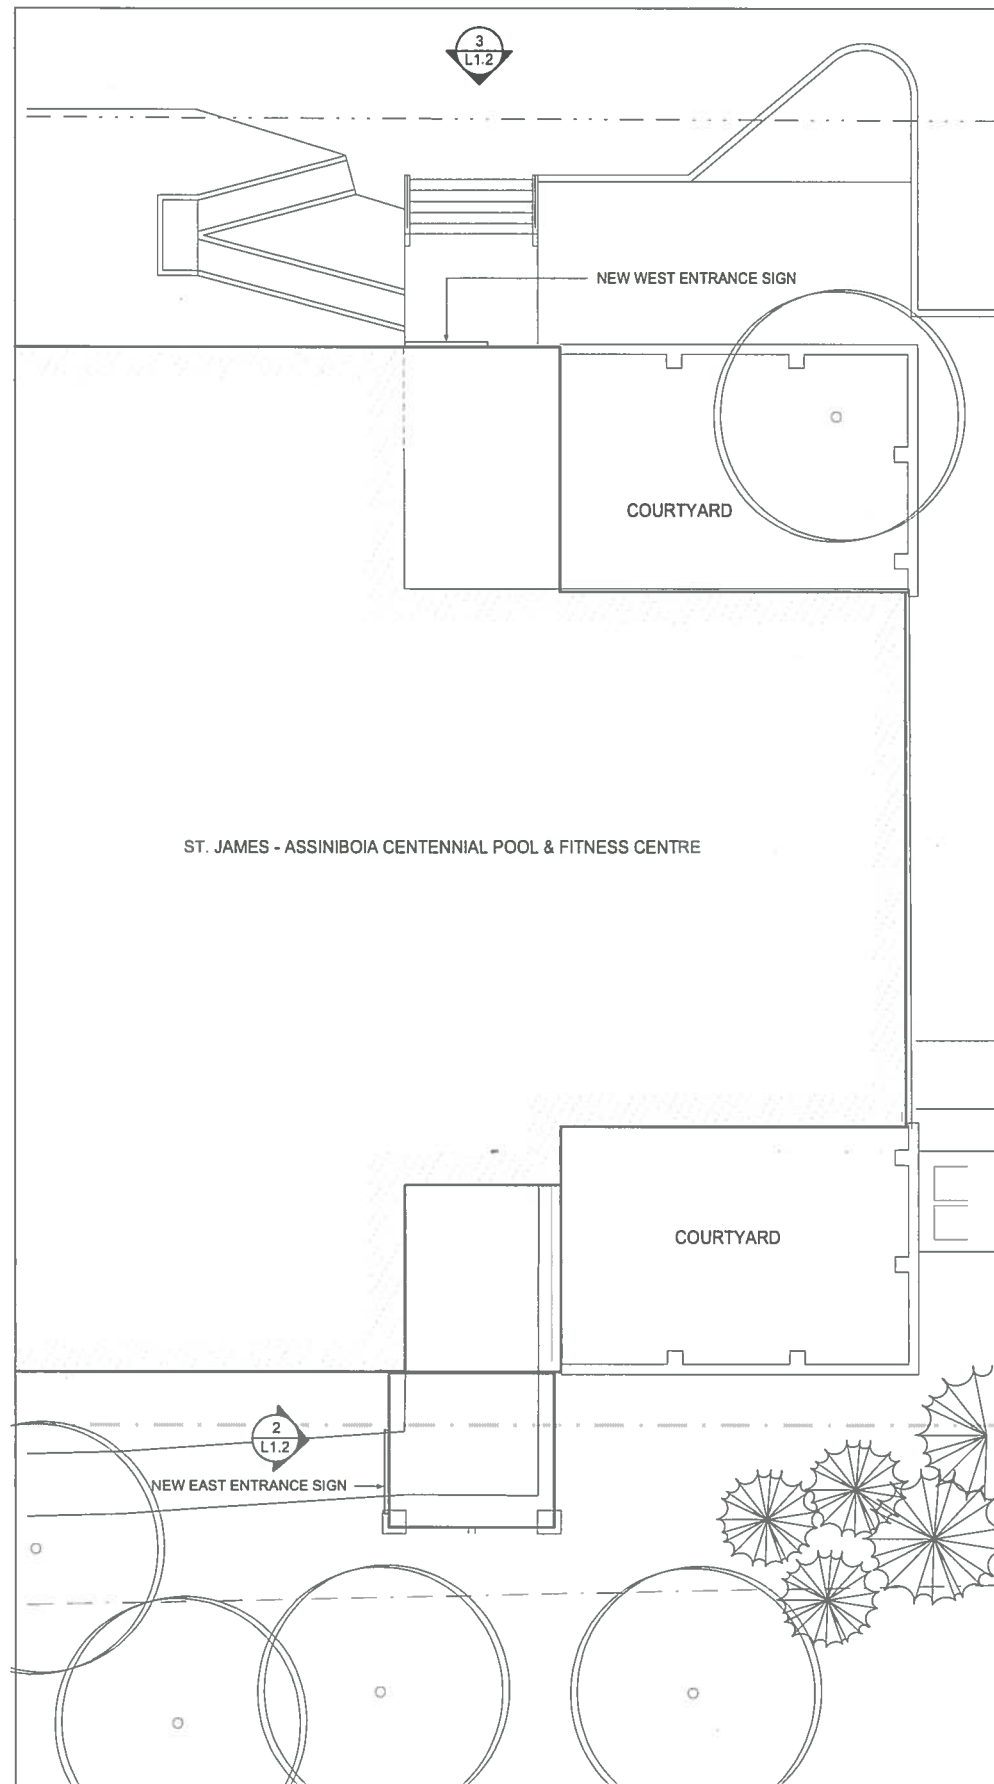 3
L1.2
NEW WEST ENTRANCE SIGN
COURTYARD
ST. JAMES - ASSINIBOIA CENTENNIAL POOL & FITNESS CENTRE
COURTYARD
2
L1.2
NEW EAST ENTRANCE SIGN